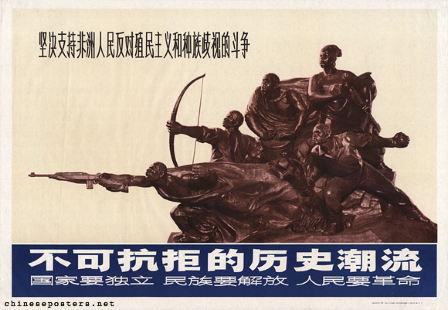 坚决支持非洲人民反对殖民主义和种族歧视的斗争
不可抗拒的历史潮流
国家要独立 民族要解放 人民要革命
chineseposters.net